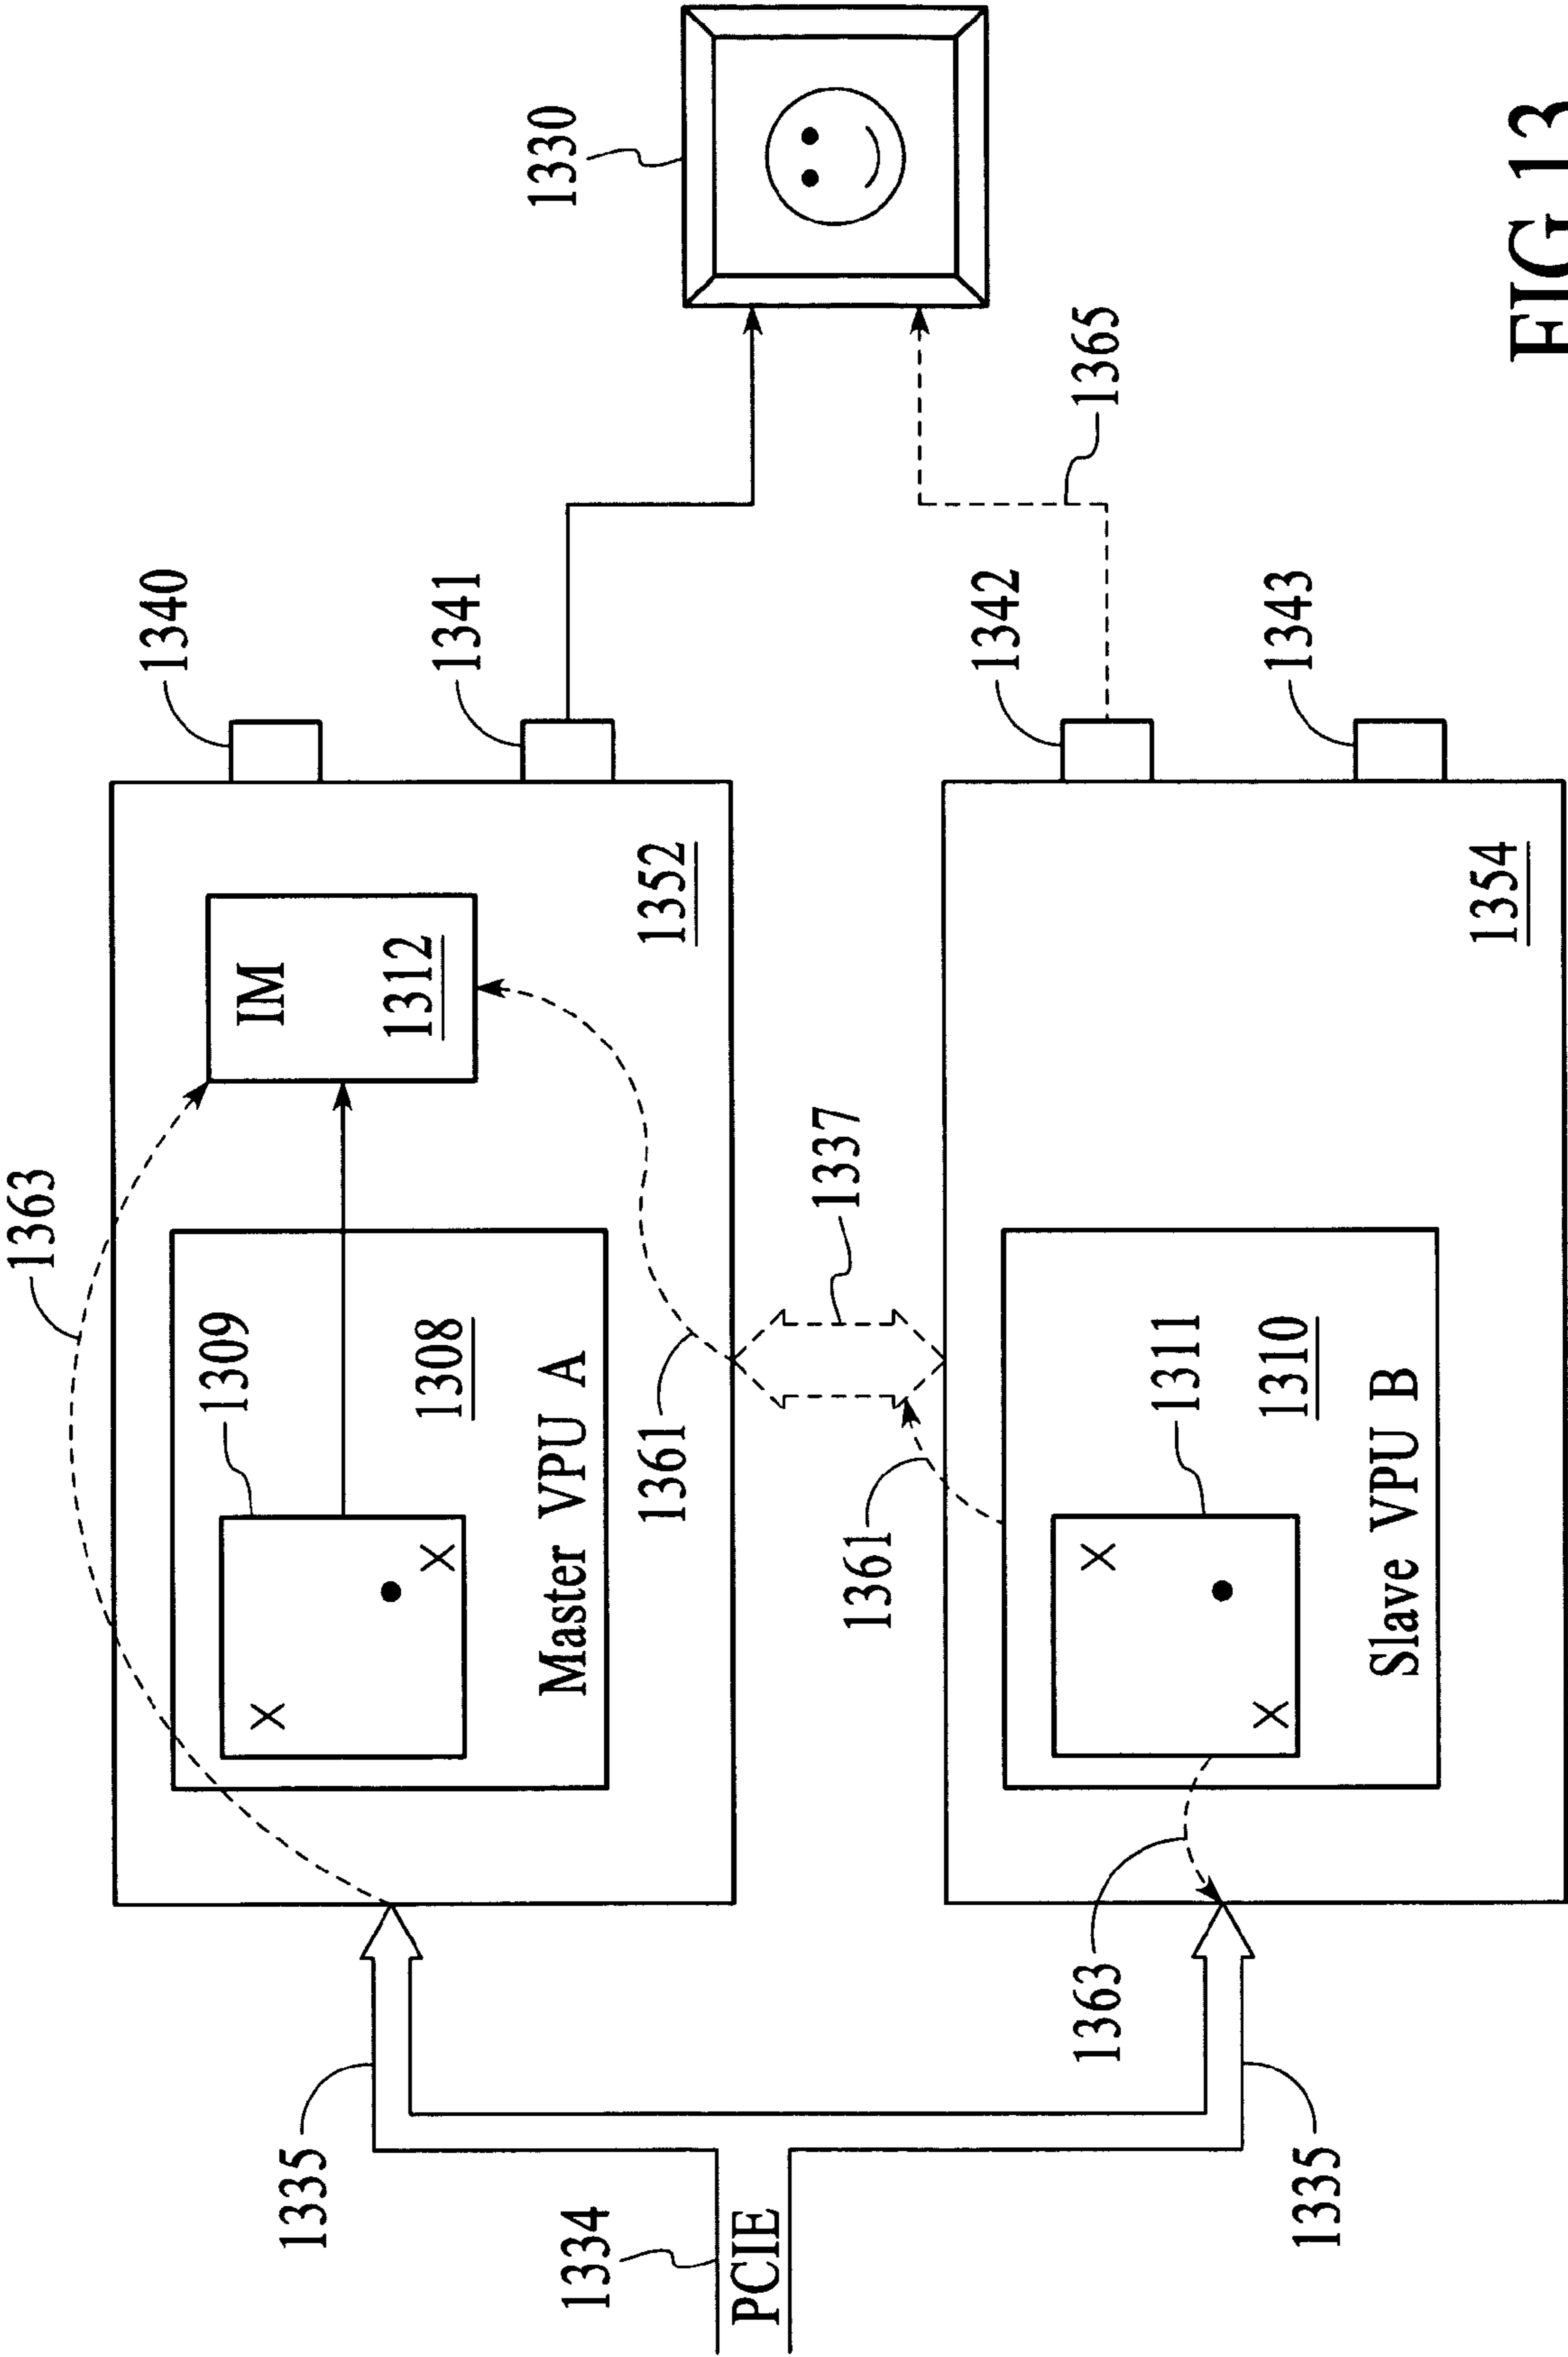 1363
1309
1308
Master VPU A
X
X
IM
1312
1352
1340
1341
1330
1335
1334
PCIE
1335
1361
1337
1361
1363
1311
1310
Slave VPU B
X
X
1354
1342
1343
1365
FIG 13